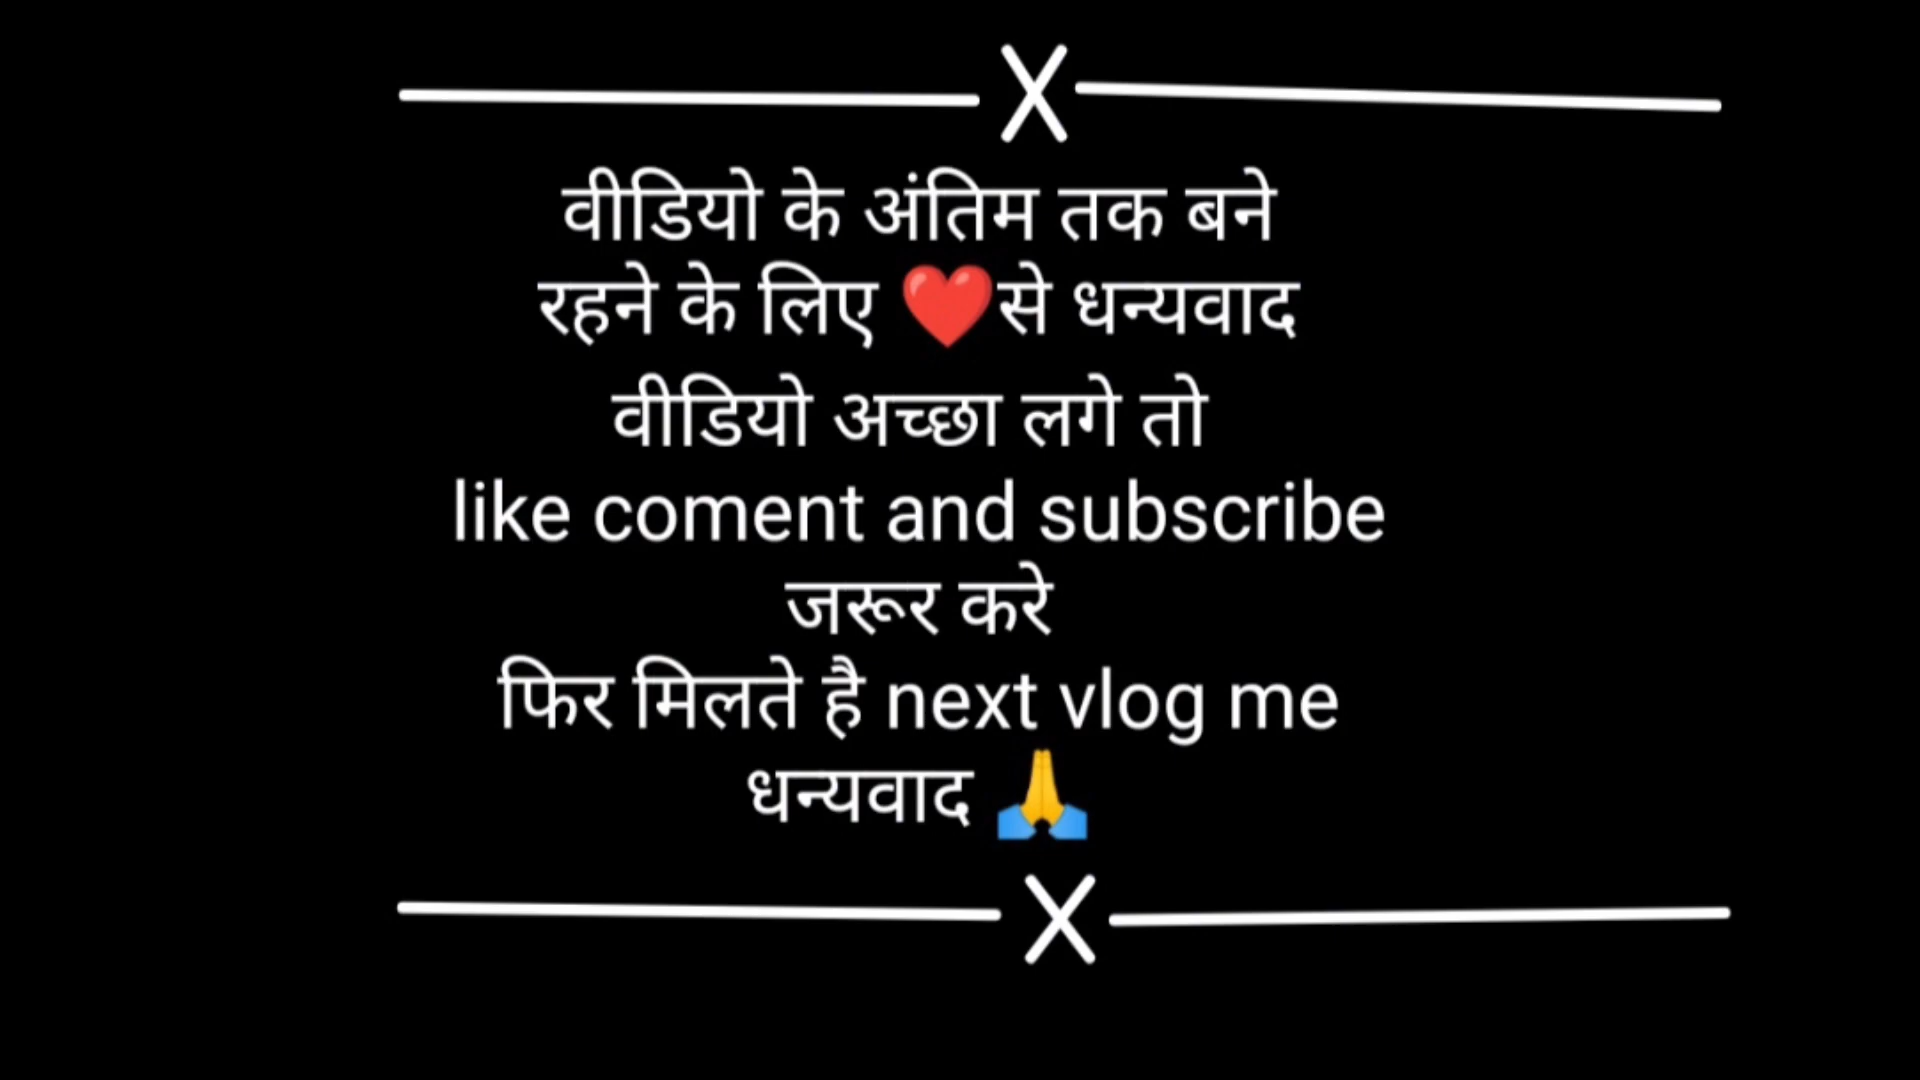 वीडियो के अंतिम तक बने
रहने के लिए ❤️से धन्यवाद
वीडियो अच्छा लगे तो
like coment and subscribe
जरूर करे
फिर मिलते है next vlog me
धन्यवाद 🙏